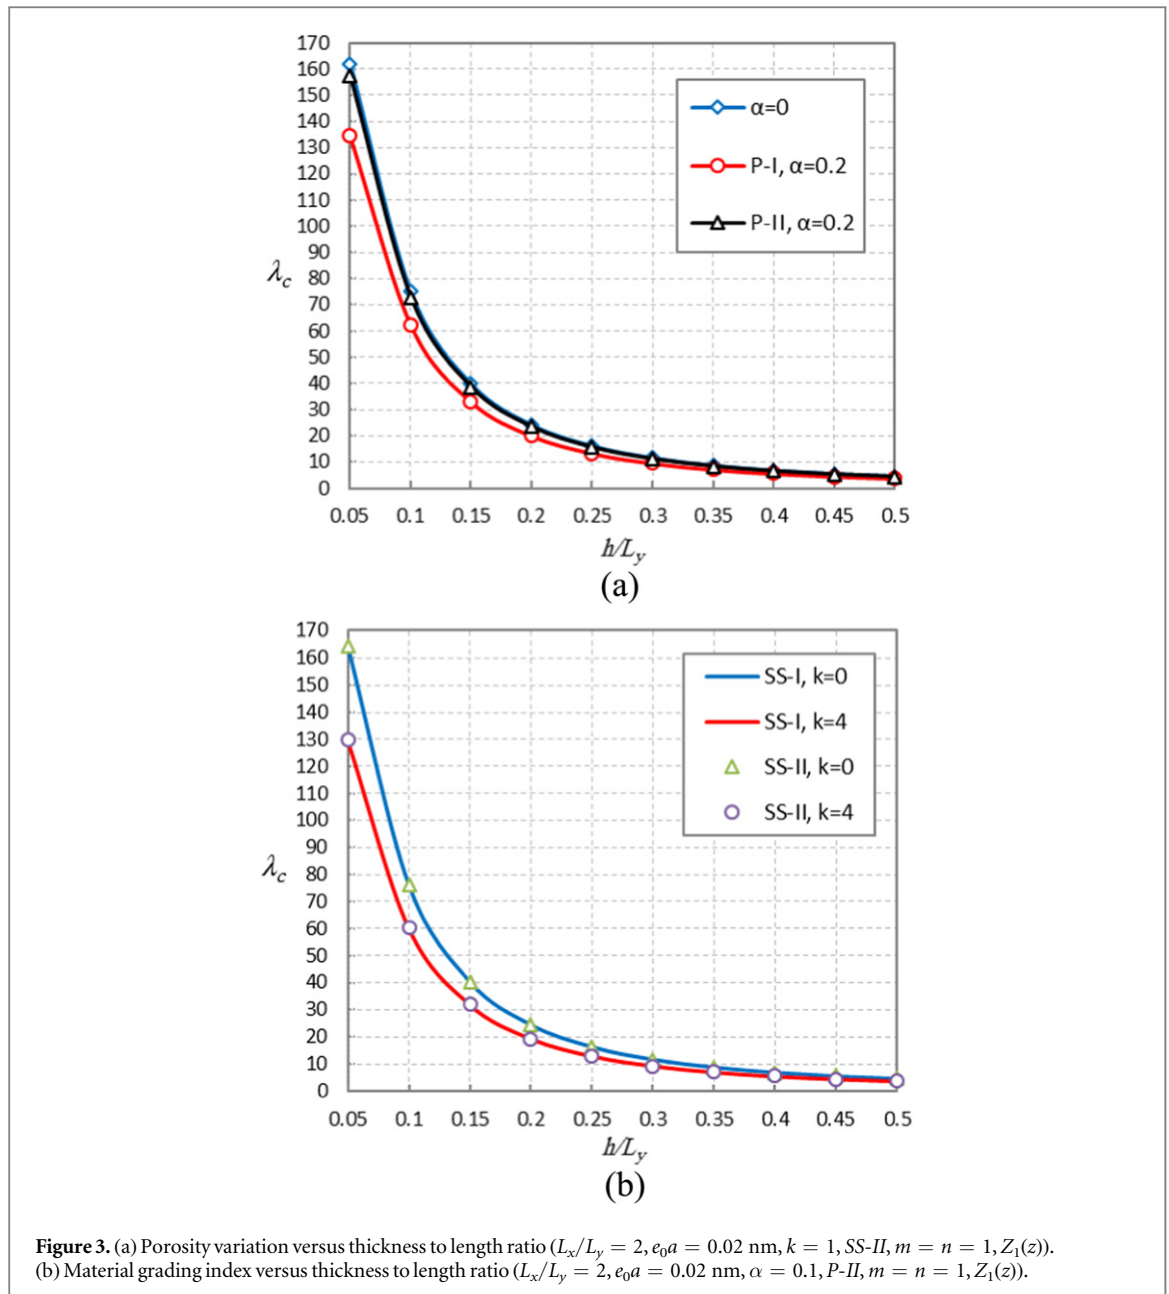 170
160
150
140
130
120
110
100
90
80
70
60
50
40
30
20
10
0
λc
α=0
P-I, α=0.2
P-II, α=0.2
0.05 0.1 0.15 0.2 0.25 0.3 0.35 0.4 0.45 0.5
h/Ly
(a)
170
160
150
140
130
120
110
100
90
80
70
60
50
40
30
20
10
0
λc
SS-I, k=0
SS-I, k=4
SS-II, k=0
SS-II, k=4
0.05 0.1 0.15 0.2 0.25 0.3 0.35 0.4 0.45 0.5
h/Ly
(b)
Figure 3. (a) Porosity variation versus thickness to length ratio (Lx/Ly = 2, e0a = 0.02 nm, k = 1, SS-II, m = n = 1, Z1(z)).
(b) Material grading index versus thickness to length ratio (Lx/Ly = 2, e0a = 0.02 nm, α = 0.1, P-II, m = n = 1, Z1(z)).